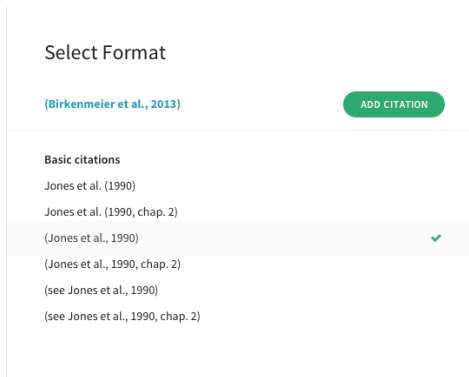 Select Format
(Birkenmeier et al., 2013)
ADD CITATION
Basic citations
Jones et al. (1990)
Jones et al. (1990, chap. 2)
(Jones et al., 1990)
(Jones et al., 1990, chap. 2)
(see Jones et al., 1990)
(see Jones et al., 1990, chap. 2)